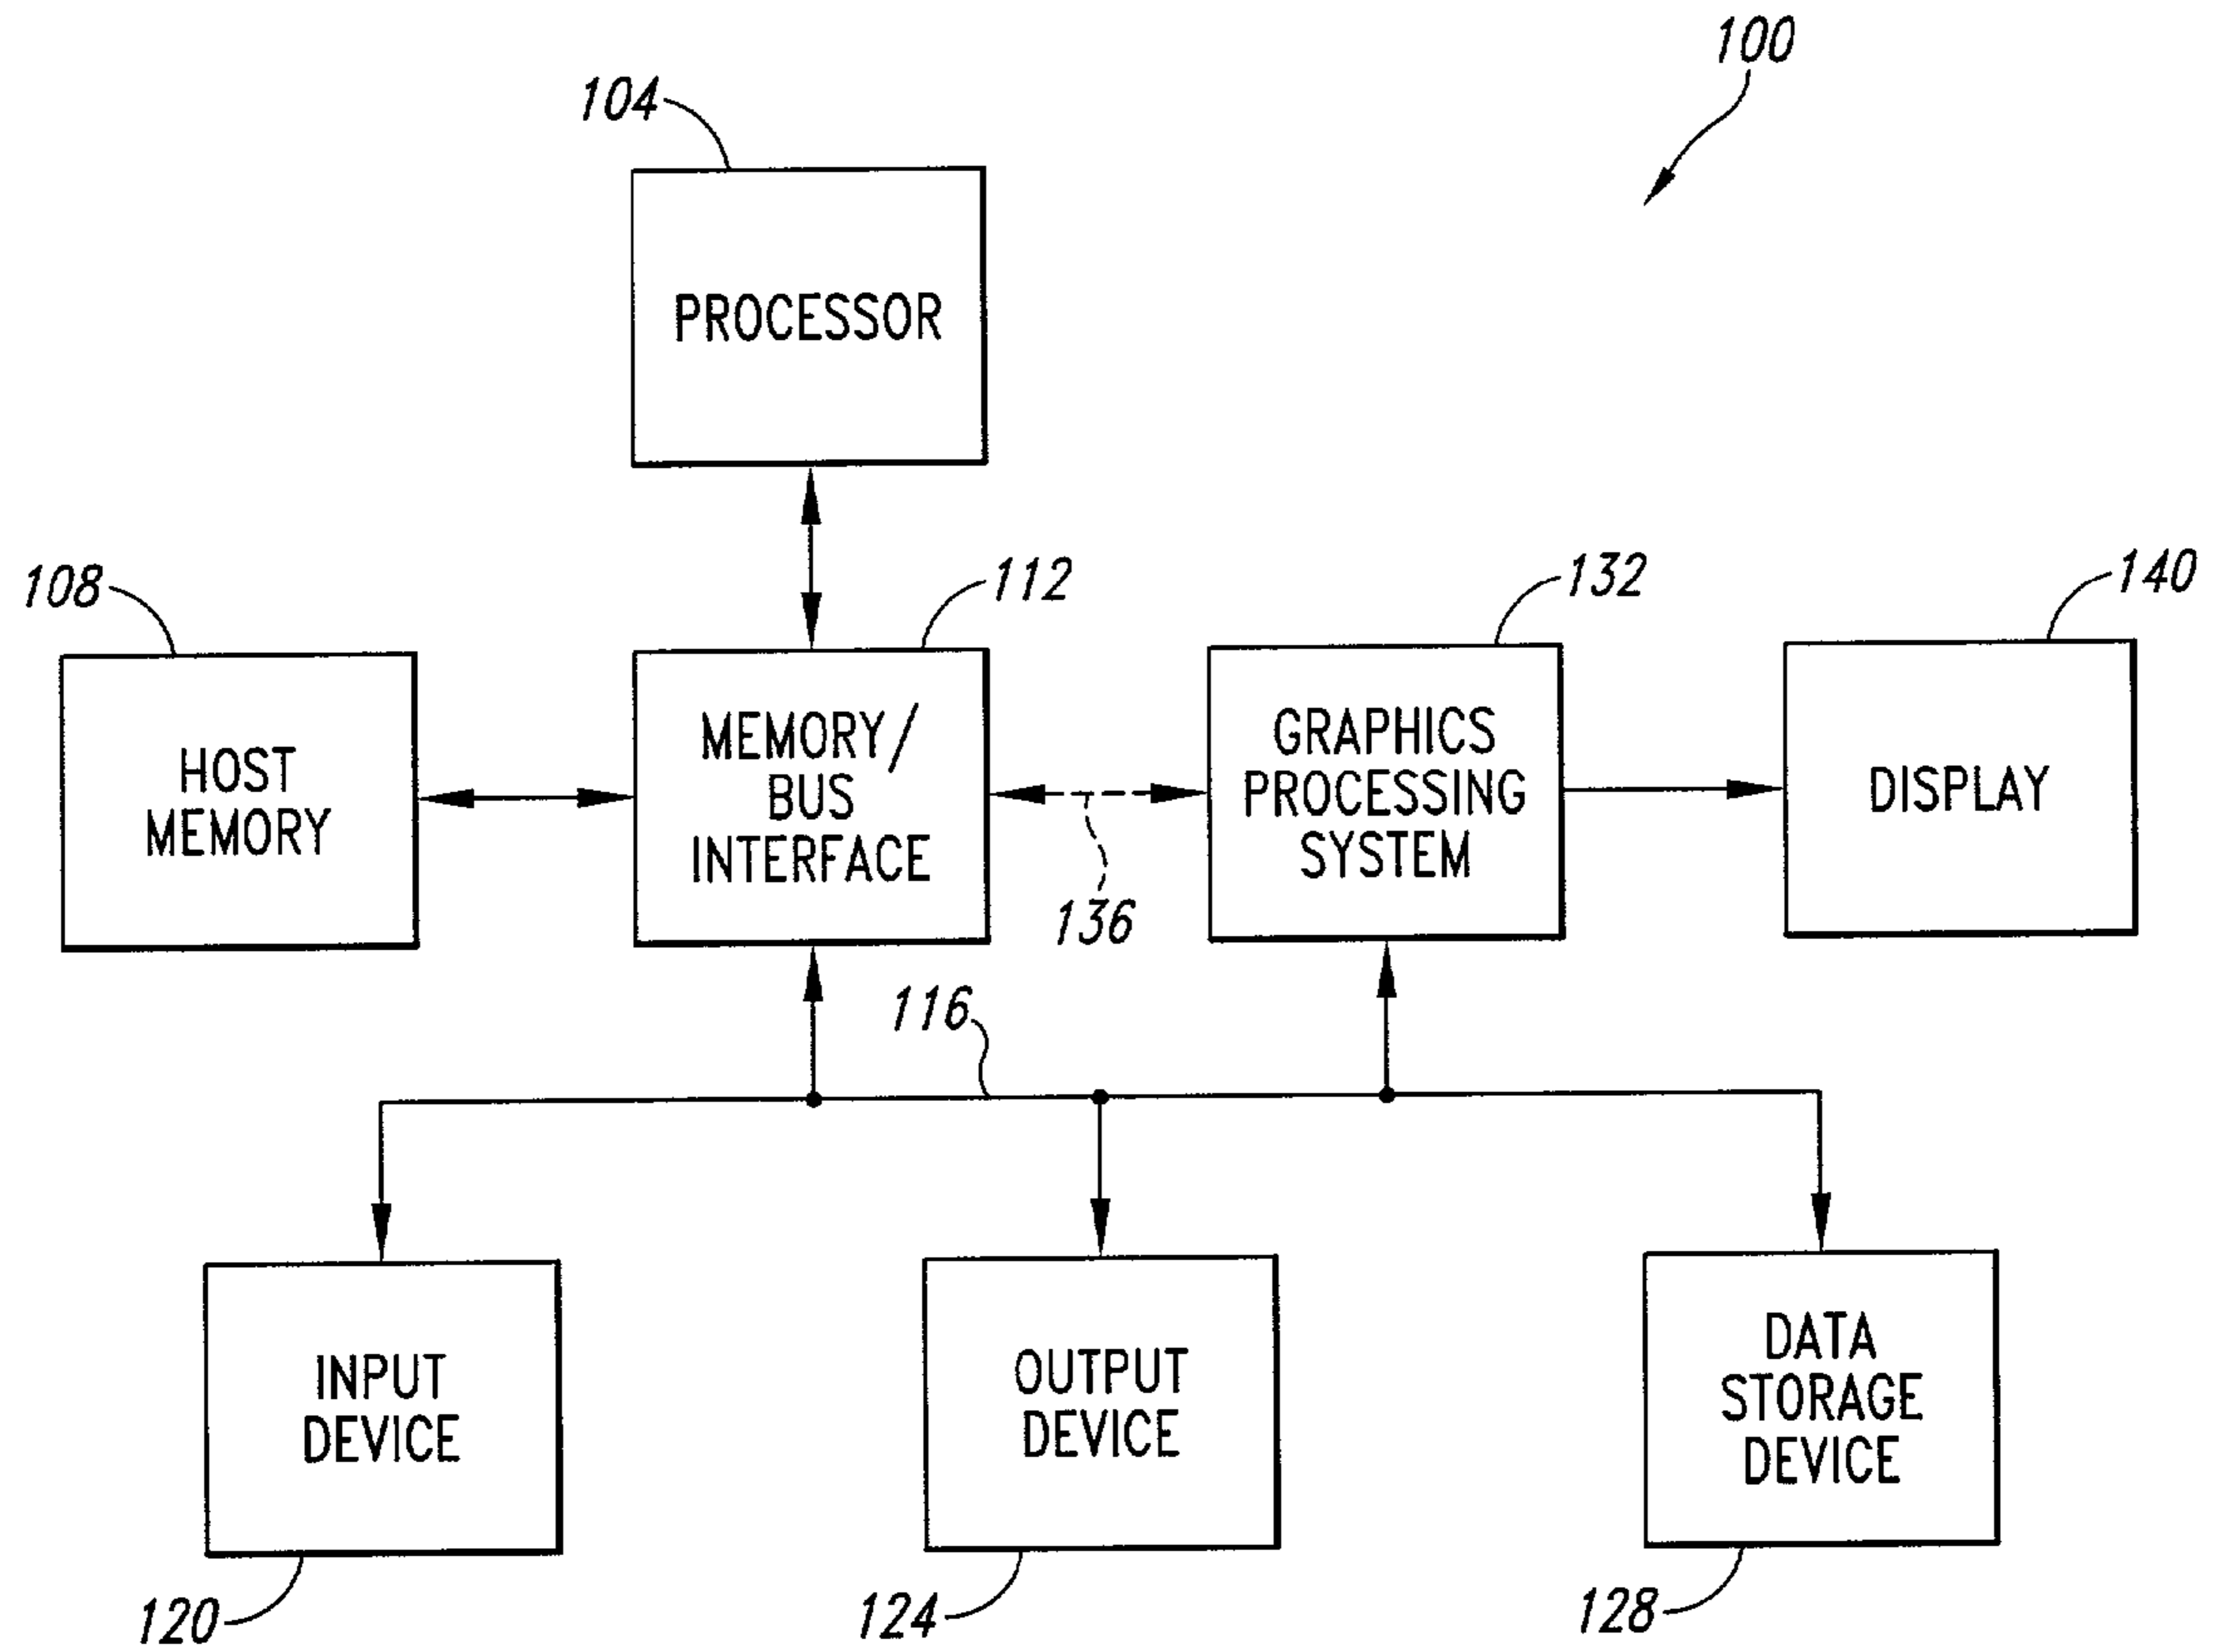 100
104
PROCESSOR
108
112
132
140
HOST
MEMORY
MEMORY/
BUS
INTERFACE
GRAPHICS
PROCESSING
SYSTEM
DISPLAY
136
116
INPUT
DEVICE
OUTPUT
DEVICE
DATA
STORAGE
DEVICE
120
124
128